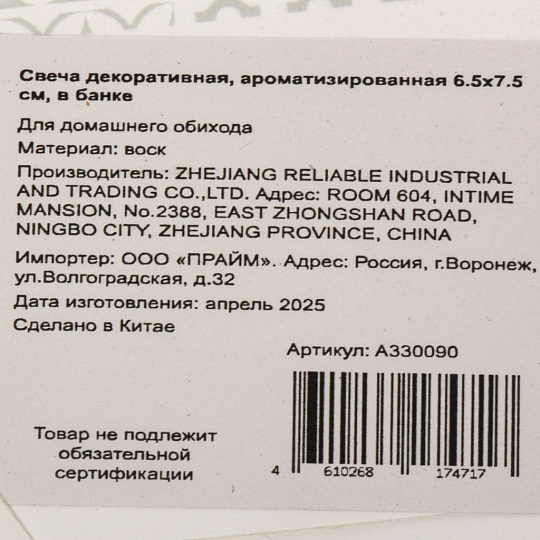 Свеча декоративная, ароматизированная 6.5x7.5
см, в банке
Для домашнего обихода
Материал: воск
Производитель: ZHEJIANG RELIABLE INDUSTRIAL
AND TRADING CO.,LTD. Адрес: ROOM 604, INTIME
MANSION, No.2388, EAST ZHONGSHAN ROAD,
NINGBO CITY, ZHEJIANG PROVINCE, CHINA
Импортер: ООО «ПРАЙМ». Адрес: Россия, г.Воронеж,
ул.Волгоградская, д.32
Дата изготовления: апрель 2025
Сделано в Китае
Артикул: А330090
Товар не подлежит
обязательной
сертификации
4 610268 174717